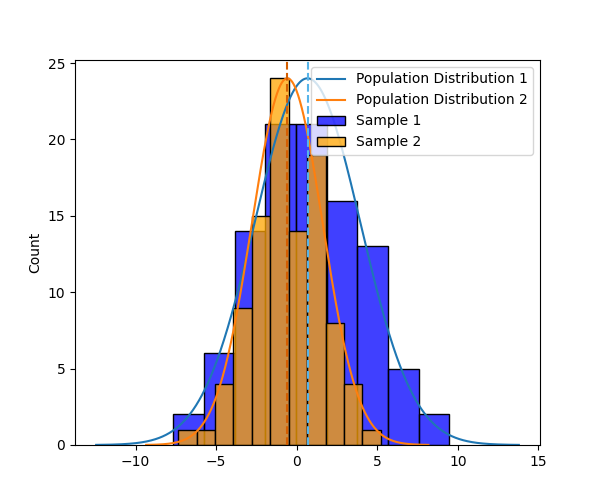 Population Distribution 1
Population Distribution 2
Sample 1
Sample 2
Count
25
20
15
10
5
0
−10 −5 0 5 10 15